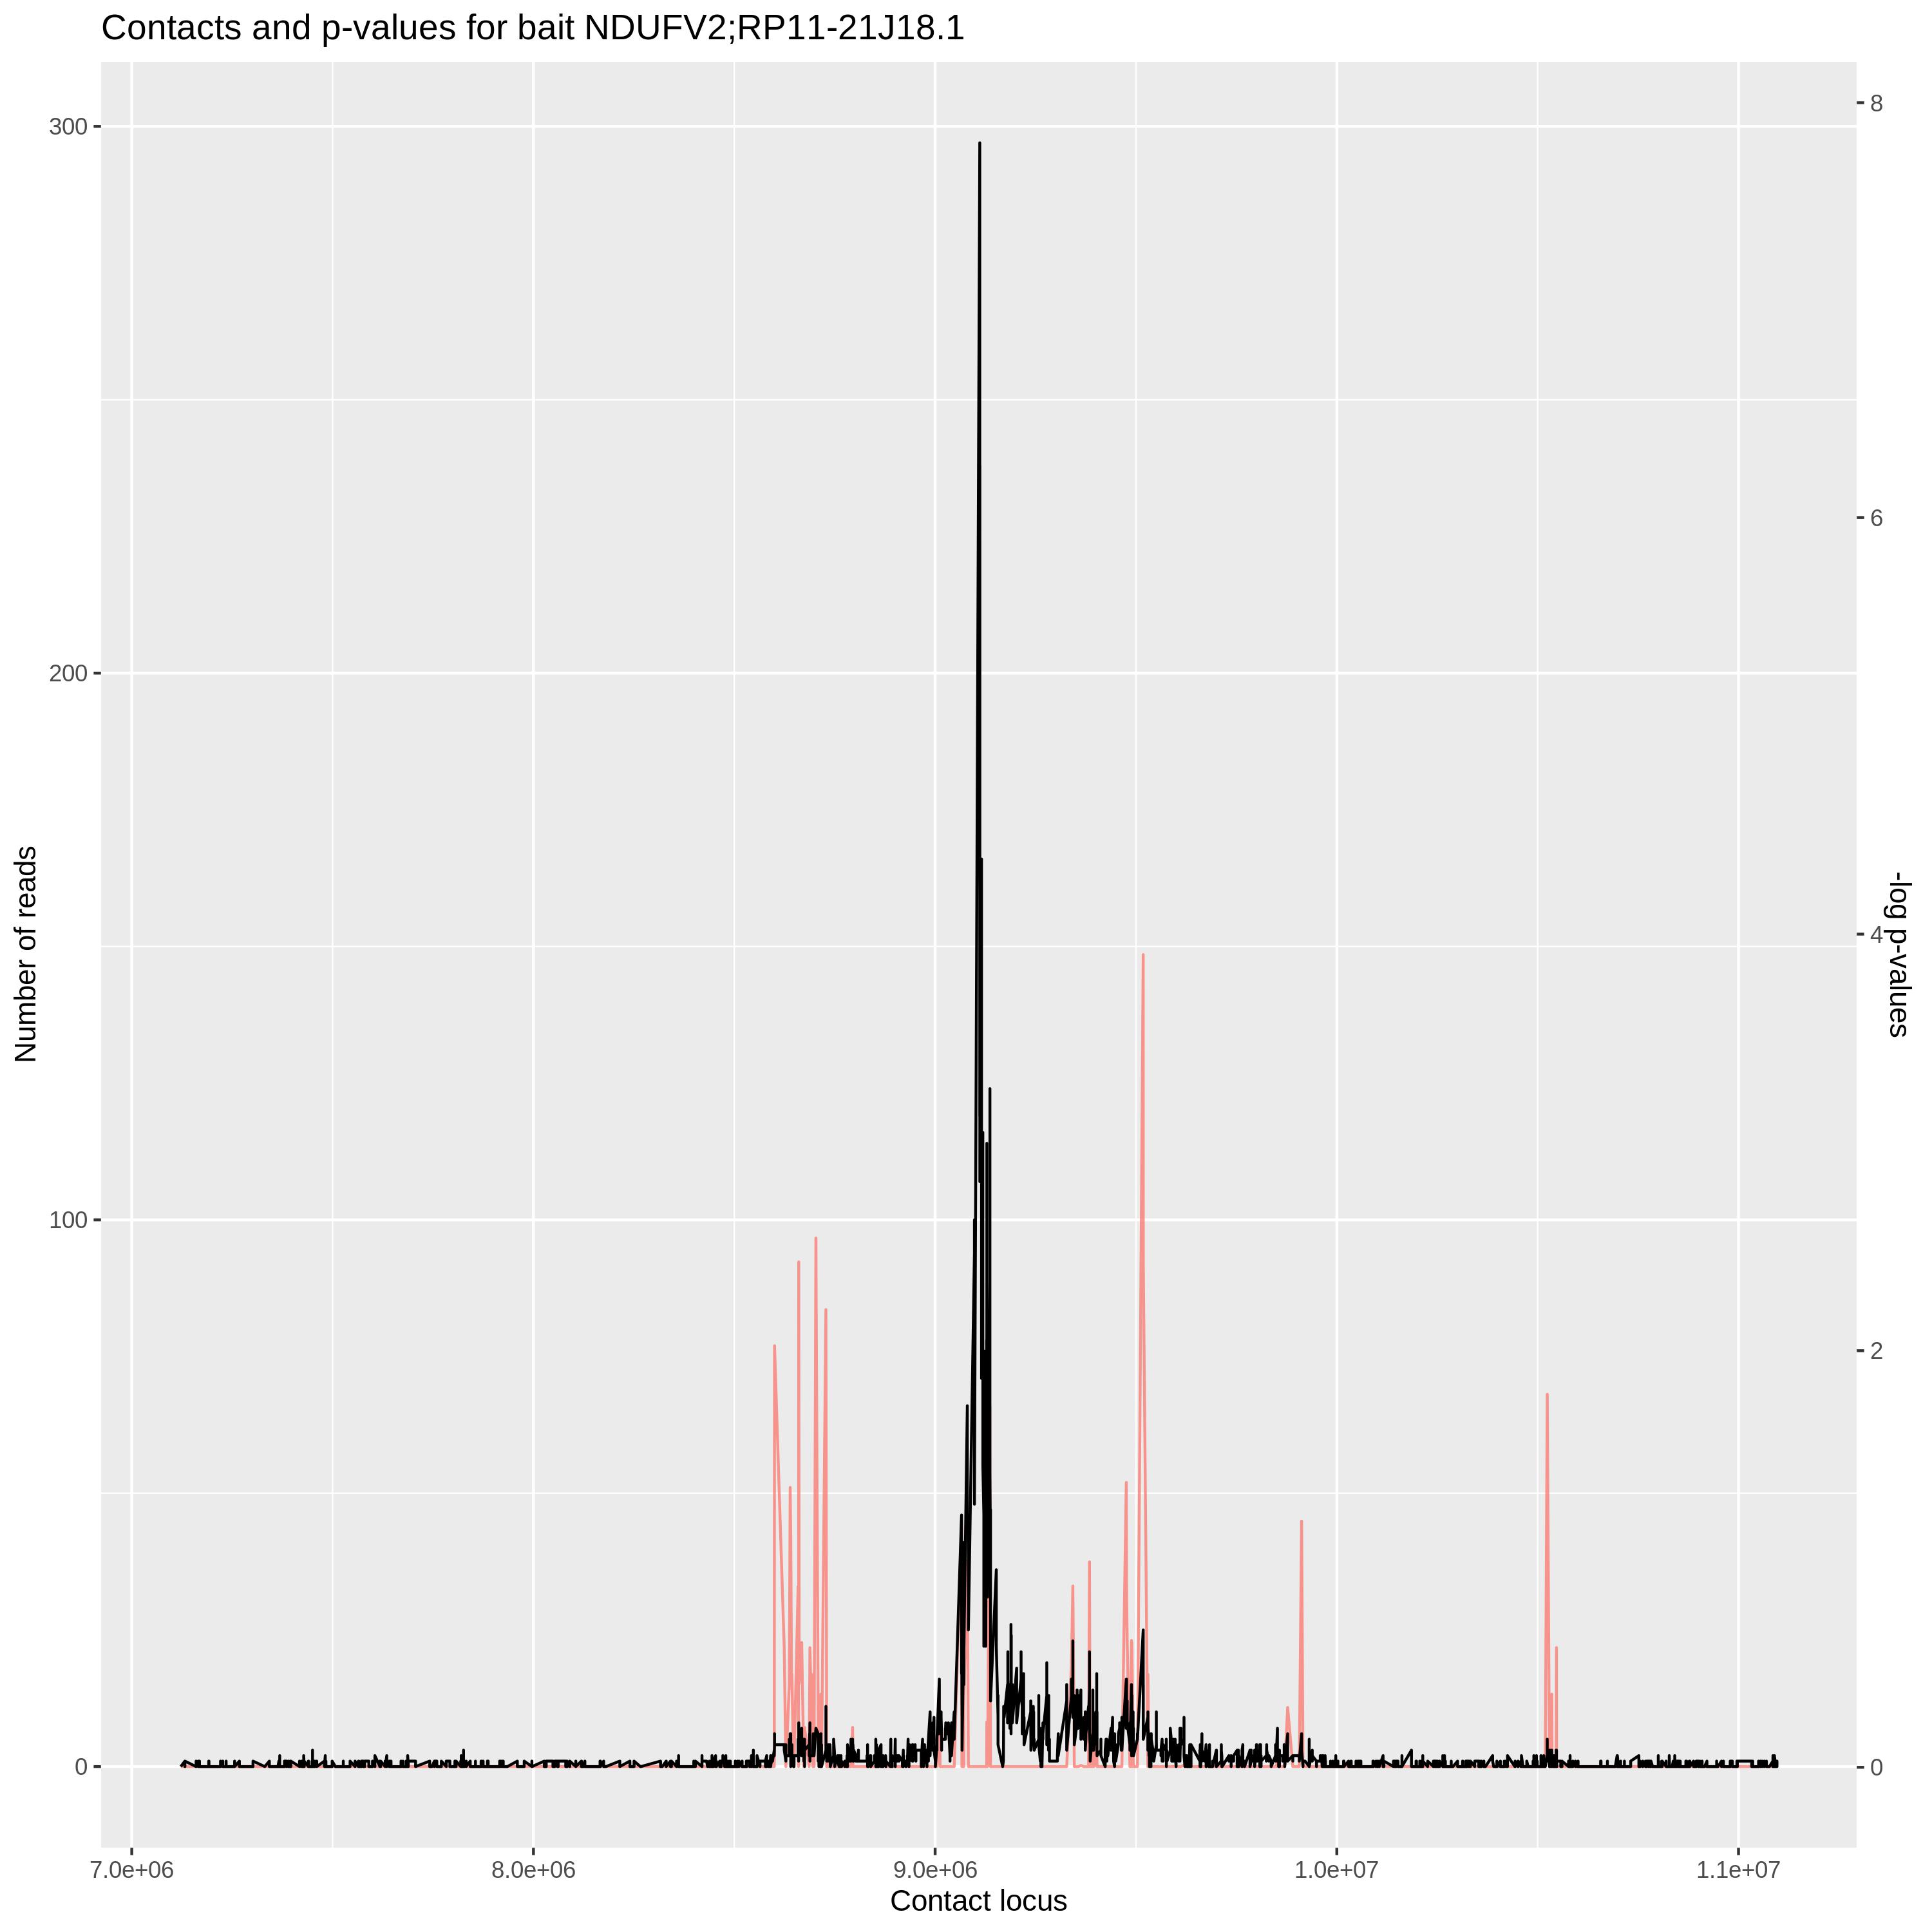 Contacts and p-values for bait NDUFV2;RP11-21J18.1
300
200
100
0
Number of reads
8
6
4
2
0
-log p-values
7.0e+06
8.0e+06
9.0e+06
1.0e+07
1.1e+07
Contact locus